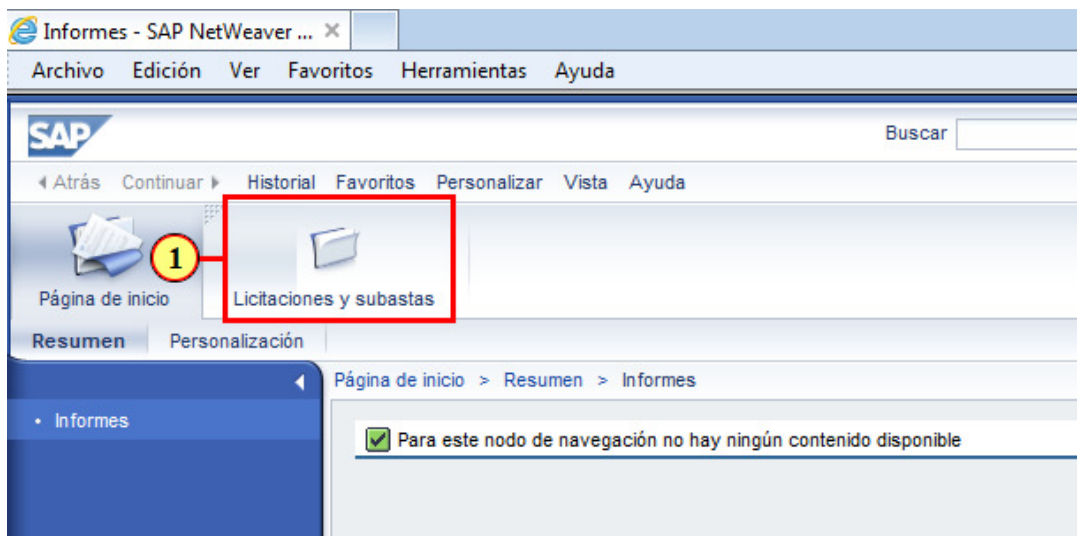 Informes - SAP NetWeaver ...
Archivo Edición Ver Favoritos Herramientas Ayuda
SAP
Buscar
Atrás Continuar Historial Favoritos Personalizar Vista Ayuda
1
Página de inicio Licitaciones y subastas
Resumen Personalización
Página de inicio > Resumen > Informes
• Informes
Para este nodo de navegación no hay ningún contenido disponible